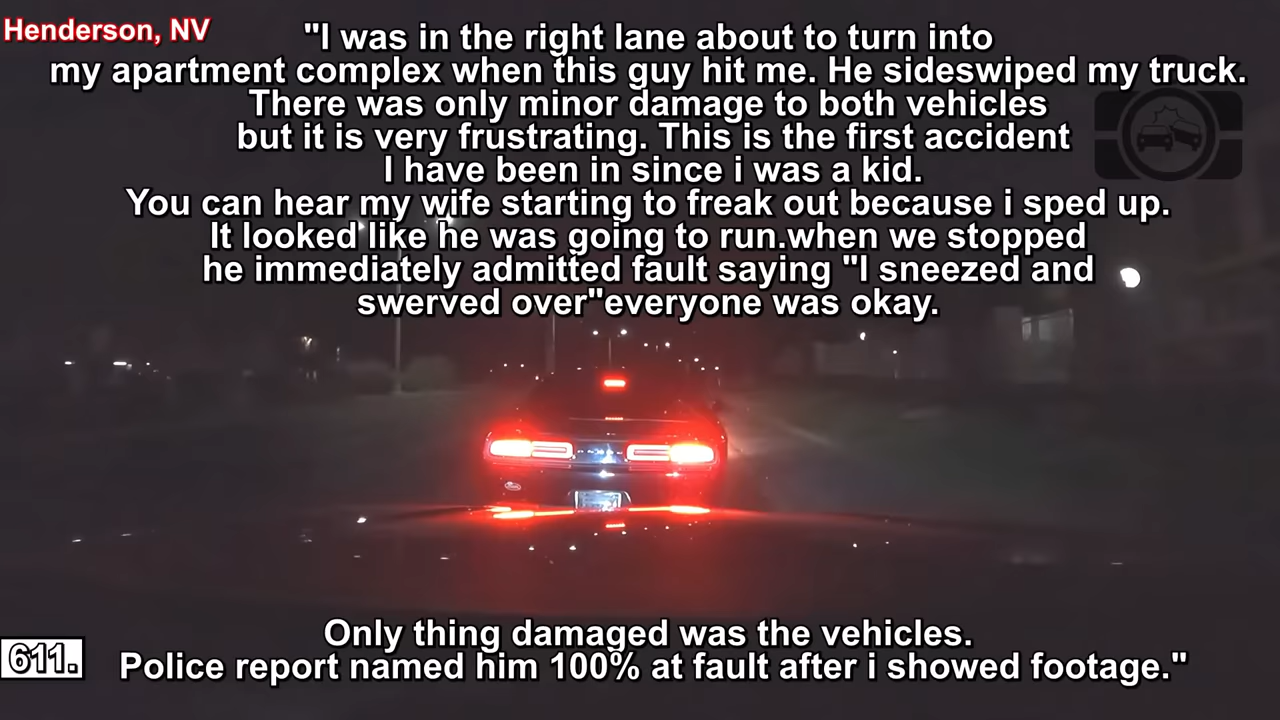 Henderson, NV
"I was in the right lane about to turn into
my apartment complex when this guy hit me. He sideswiped my truck.
There was only minor damage to both vehicles
but it is very frustrating. This is the first accident
I have been in since i was a kid.
You can hear my wife starting to freak out because i sped up.
It looked like he was going to run.when we stopped
he immediately admitted fault saying "I sneezed and
swerved over"everyone was okay.
Only thing damaged was the vehicles.
611.
Police report named him 100% at fault after i showed footage."